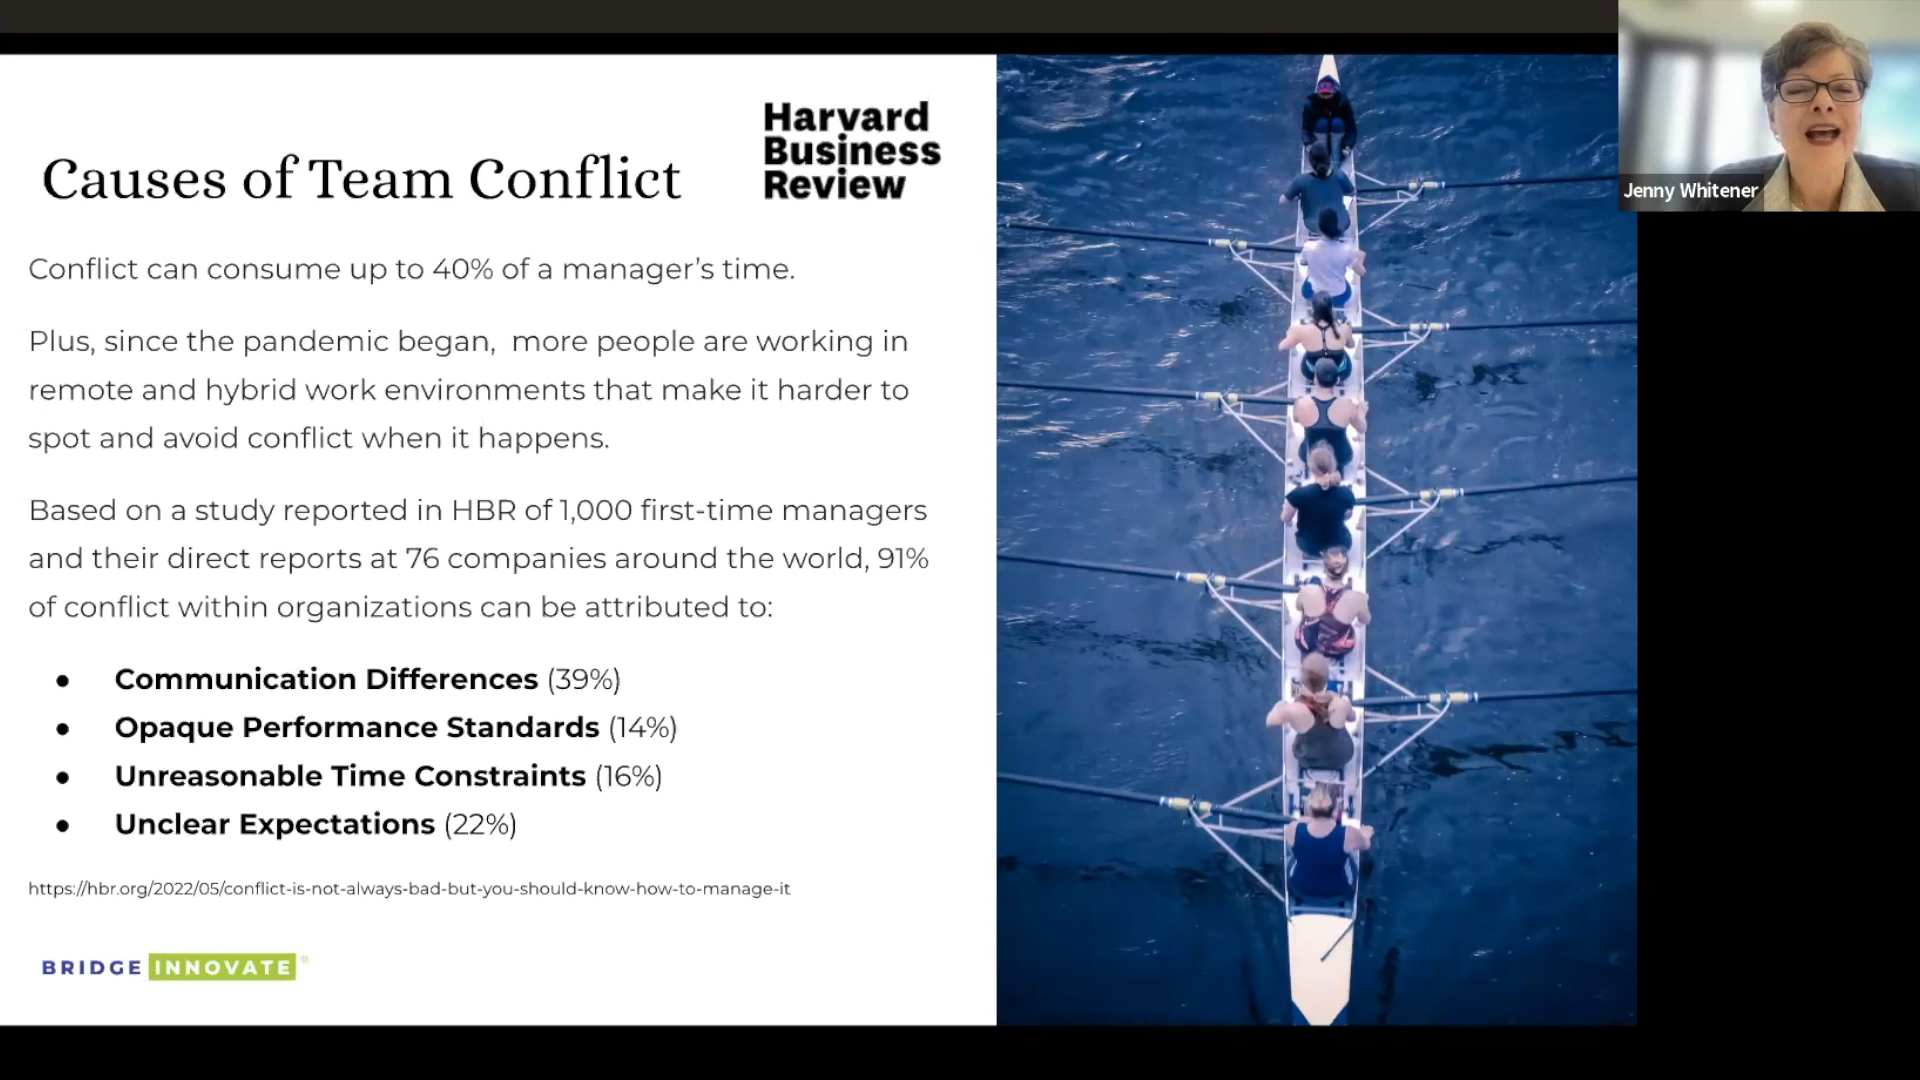 Harvard
Business
Review
Causes of Team Conflict
Conflict can consume up to 40% of a manager’s time.
Plus, since the pandemic began,  more people are working in
remote and hybrid work environments that make it harder to
spot and avoid conflict when it happens.
Based on a study reported in HBR of 1,000 first-time managers
and their direct reports at 76 companies around the world, 91%
of conflict within organizations can be attributed to:
● Communication Differences (39%)
● Opaque Performance Standards (14%)
● Unreasonable Time Constraints (16%)
● Unclear Expectations (22%)
https://hbr.org/2022/05/conflict-is-not-always-bad-but-you-should-know-how-to-manage-it
BRIDGE INNOVATE®
Jenny Whitener